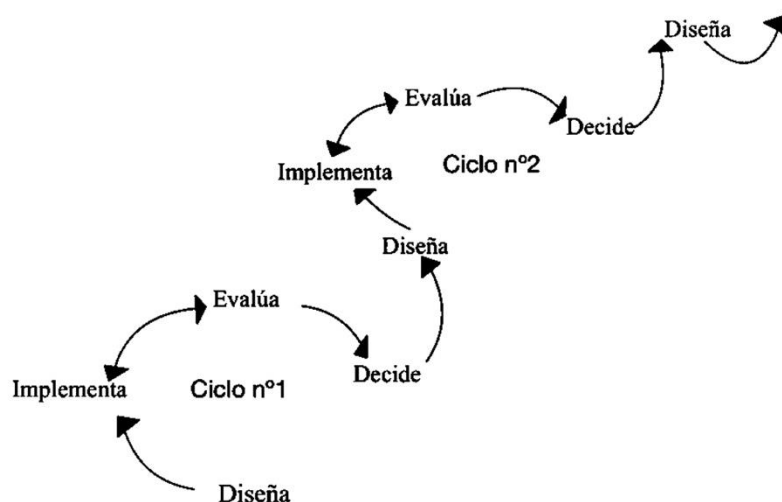 Diseña
Evalúa
Decide
Implementa
Ciclo nº2
Diseña
Evalúa
Decide
Implementa
Ciclo nº1
Diseña